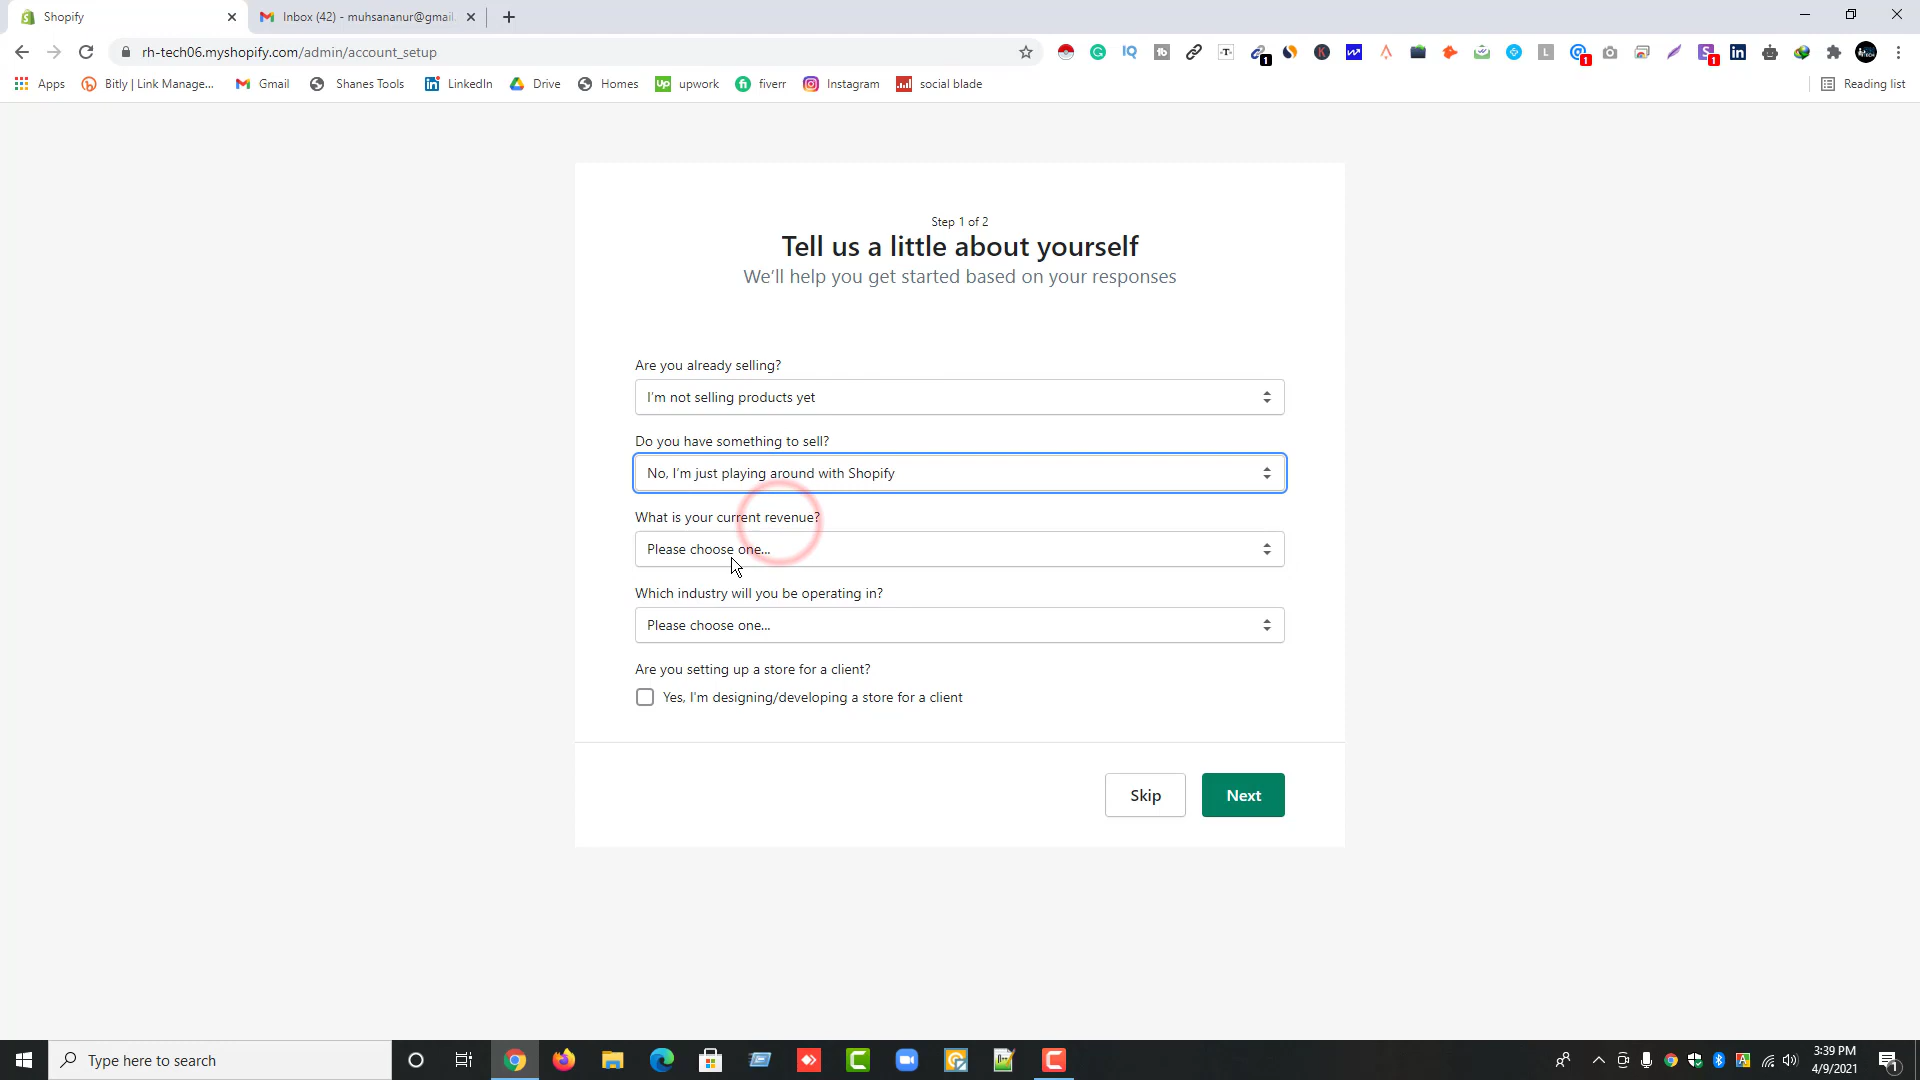 Shopify
Inbox (42) - muhsananur@gmail.
rh-tech06.myshopify.com/admin/account_setup
Apps
Bitly | Link Manage...
Gmail
Shanes Tools
LinkedIn
Drive
Homes
upwork
fiverr
Instagram
social blade
Reading list
Step 1 of 2
Tell us a little about yourself
We'll help you get started based on your responses
Are you already selling?
I'm not selling products yet
Do you have something to sell?
No, I'm just playing around with Shopify
What is your current revenue?
Please choose one...
Which industry will you be operating in?
Please choose one...
Are you setting up a store for a client?
Yes, I'm designing/developing a store for a client
Skip
Next
Type here to search
3:39 PM
4/9/2021